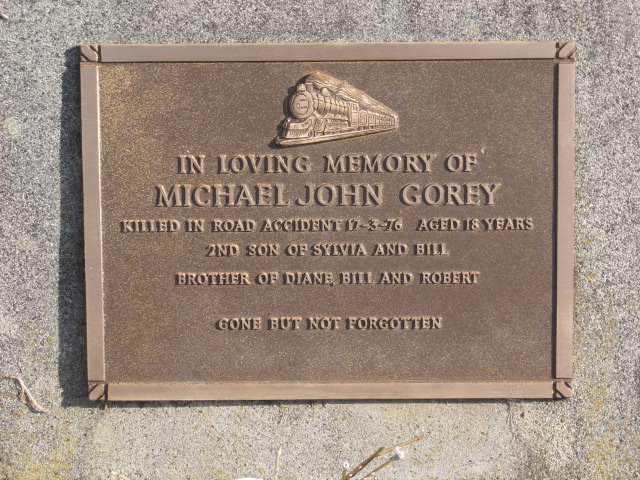 IN LOVING MEMORY OF
MICHAEL JOHN GOREY
KILLED IN ROAD ACCIDENT 17-3-76 AGED 18 YEARS
2ND SON OF SYLVIA AND BILL
BROTHER OF DIANE, BILL AND ROBERT
GONE BUT NOT FORGOTTEN